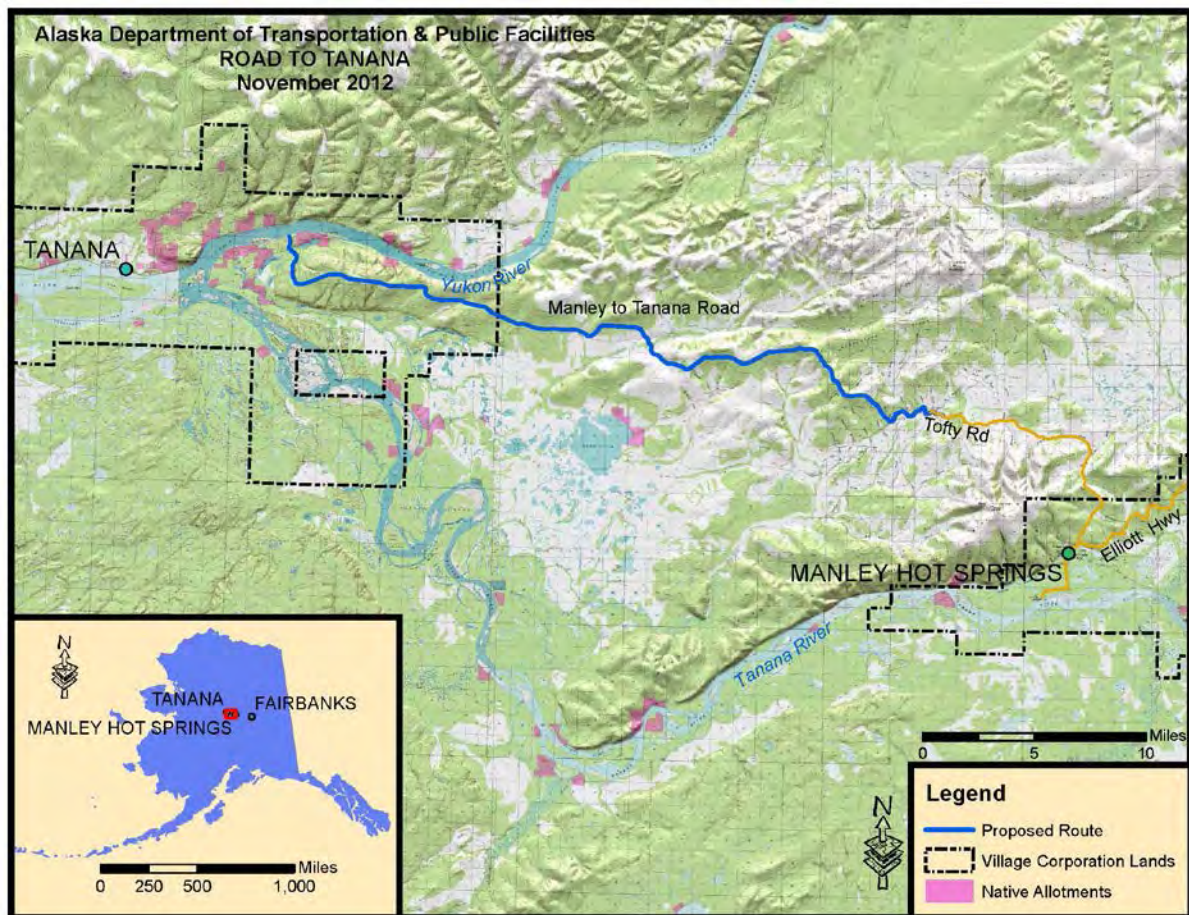 Alaska Department of Transportation & Public Facilities
ROAD TO TANANA
November 2012
TANANA
Yukon River
Manley to Tanana Road
Tofty Rd
Elliott Hwy
MANLEY HOT SPRINGS
Tanana River
Miles
0 5 10
N
TANANA
FAIRBANKS
MANLEY HOT SPRINGS
Miles
0 250 500 1,000
N
Legend
Proposed Route
Village Corporation Lands
Native Allotments